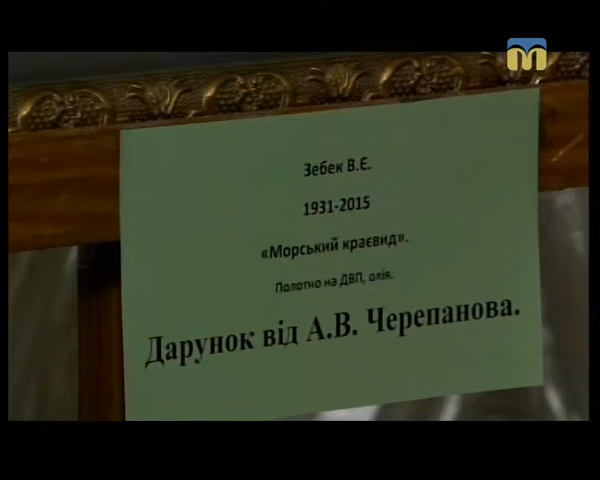 Зебек В.Є.
1931-2015
«Морський краєвид».
Полотно на ДВП, олія.
Дарунок від А.В. Черепанова.